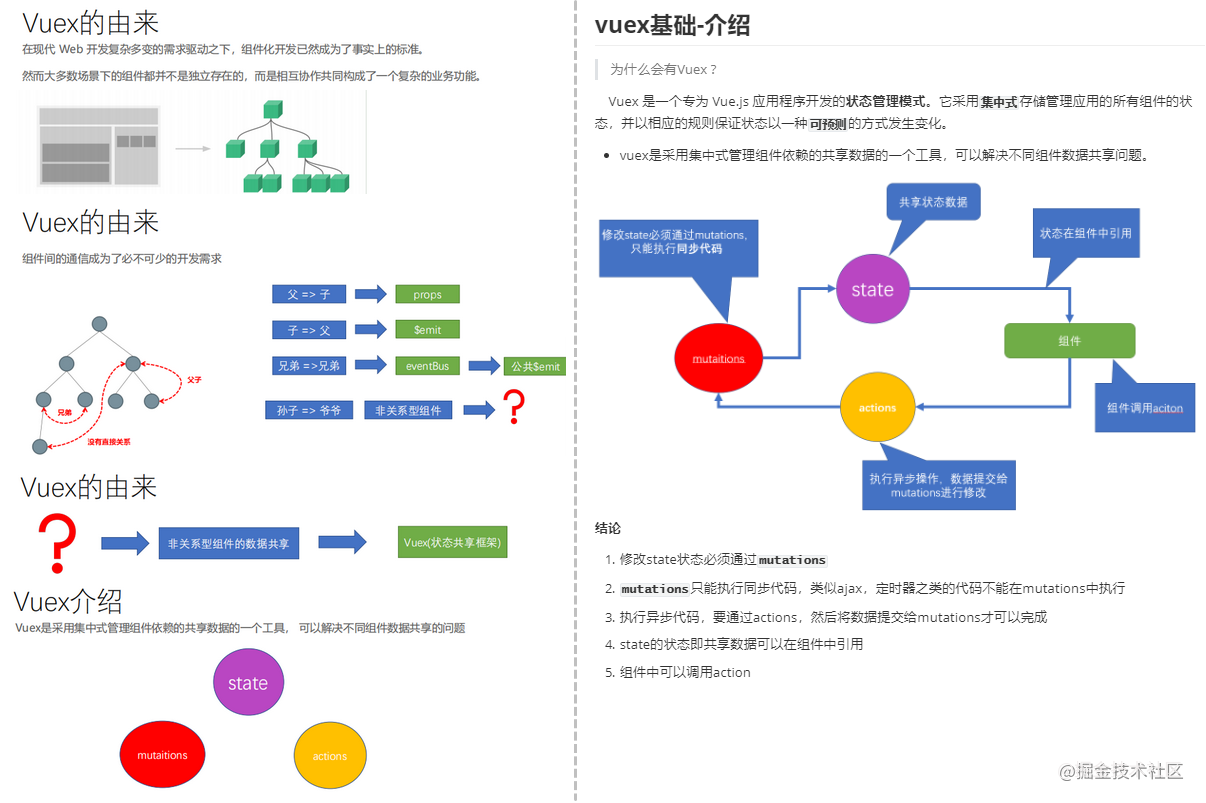 Vuex的由来
在现代 Web 开发复杂多变的需求驱动之下，组件化开发已然成为了事实上的标准。
然而大多数场景下的组件都并不是独立存在的，而是相互协作共同构成了一个复杂的业务功能。
Vuex的由来
组件间的通信成为了必不可少的开发需求
父 => 子
props
子 => 父
$emit
兄弟 =>兄弟
eventBus
公共$emit
孙子 => 爷爷
非关系型组件
?
父子
兄弟
没有直接关系
Vuex的由来
?
非关系型的数据共享
Vuex(状态共享框架)
Vuex介绍
Vuex是采用集中式管理组件依赖的共享数据的一个工具， 可以解决不同组件数据共享的问题
state
mutaitions
actions
vuex基础-介绍
为什么会有Vuex ?
Vuex 是一个专为 Vue.js 应用程序开发的状态管理模式。它采用集中式存储管理应用的所有组件的状
态，并以相应的规则保证状态以一种可预测的方式发生变化。
• vuex是采用集中式管理组件依赖的共享数据的一个工具，可以解决不同组件数据共享问题。
共享状态数据
修改state必须通过mutations，
只能执行同步代码
状态在组件中引用
state
组件
mutaitions
actions
组件调用aciton
执行异步操作，数据提交给
mutations进行修改
结论
1. 修改state状态必须通过mutations
2. mutations只能执行同步代码，类似ajax，定时器之类的代码不能在mutations中执行
3. 执行异步代码，要通过actions，然后将数据提交给mutations才可以完成
4. state的状态即共享数据可以在组件中引用
5. 组件中可以调用action
@掘金技术社区